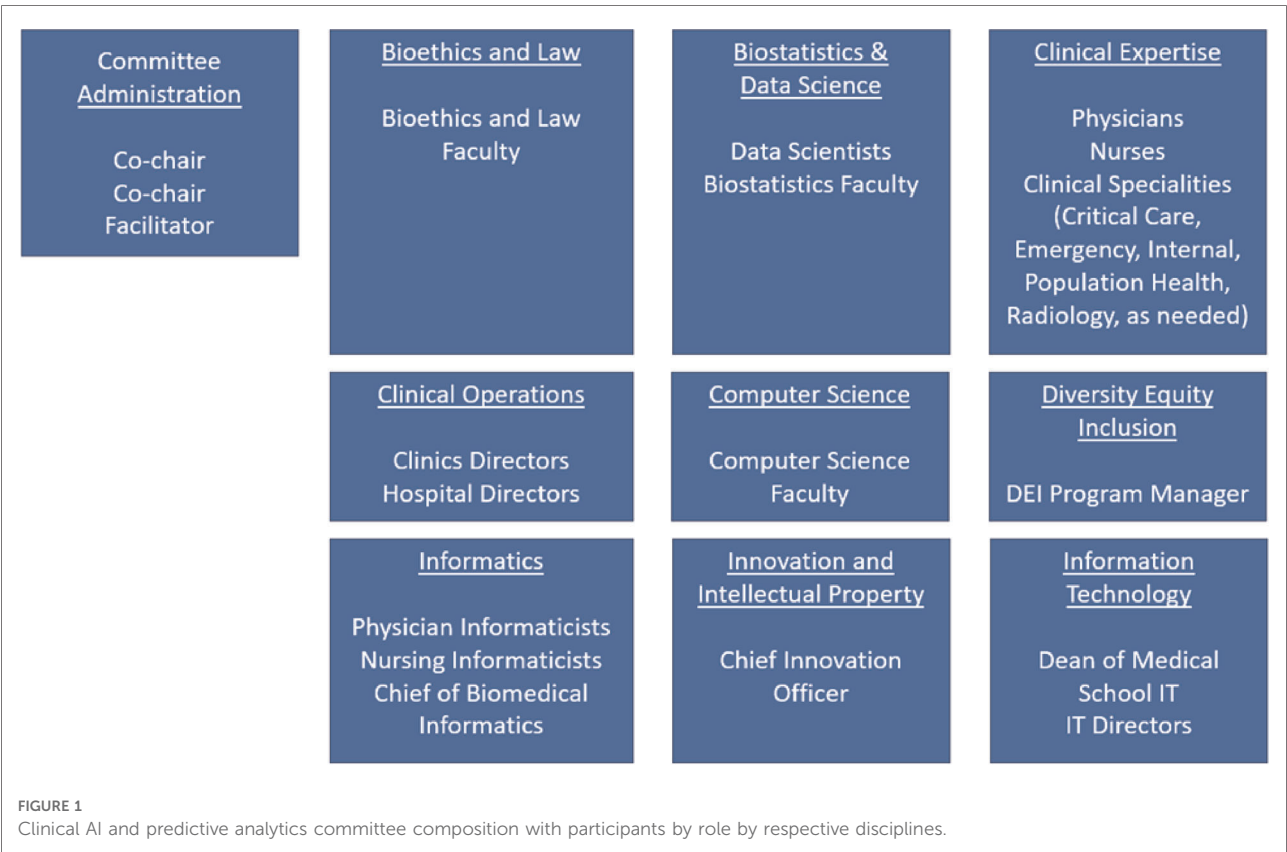 Committee
Administration
Co-chair
Co-chair
Facilitator
Bioethics and Law
Bioethics and Law
Faculty
Biostatistics &
Data Science
Data Scientists
Biostatistics Faculty
Clinical Expertise
Physicians
Nurses
Clinical Specialities
(Critical Care,
Emergency, Internal,
Population Health,
Radiology, as needed)
Clinical Operations
Clinics Directors
Hospital Directors
Computer Science
Computer Science
Faculty
Diversity Equity
Inclusion
DEI Program Manager
Informatics
Physician Informaticists
Nursing Informaticists
Chief of Biomedical
Informatics
Innovation and
Intellectual Property
Chief Innovation
Officer
Information
Technology
Dean of Medical
School IT
IT Directors
FIGURE 1
Clinical AI and predictive analytics committee composition with participants by role by respective disciplines.